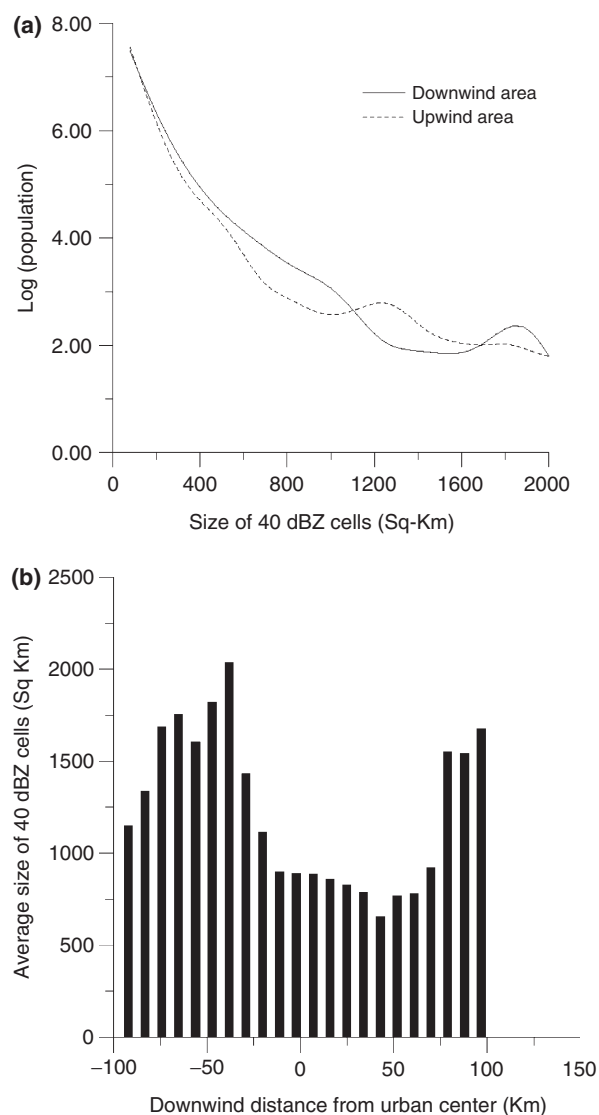 (a)
8.00
6.00
4.00
2.00
0.00
Log (population)
Downwind area
Upwind area
0 400 800 1200 1600 2000
Size of 40 dBZ cells (Sq-Km)
(b)
2500
2000
1500
1000
500
0
Average size of 40 dBZ cells (Sq Km)
−100 −50 0 50 100 150
Downwind distance from urban center (Km)